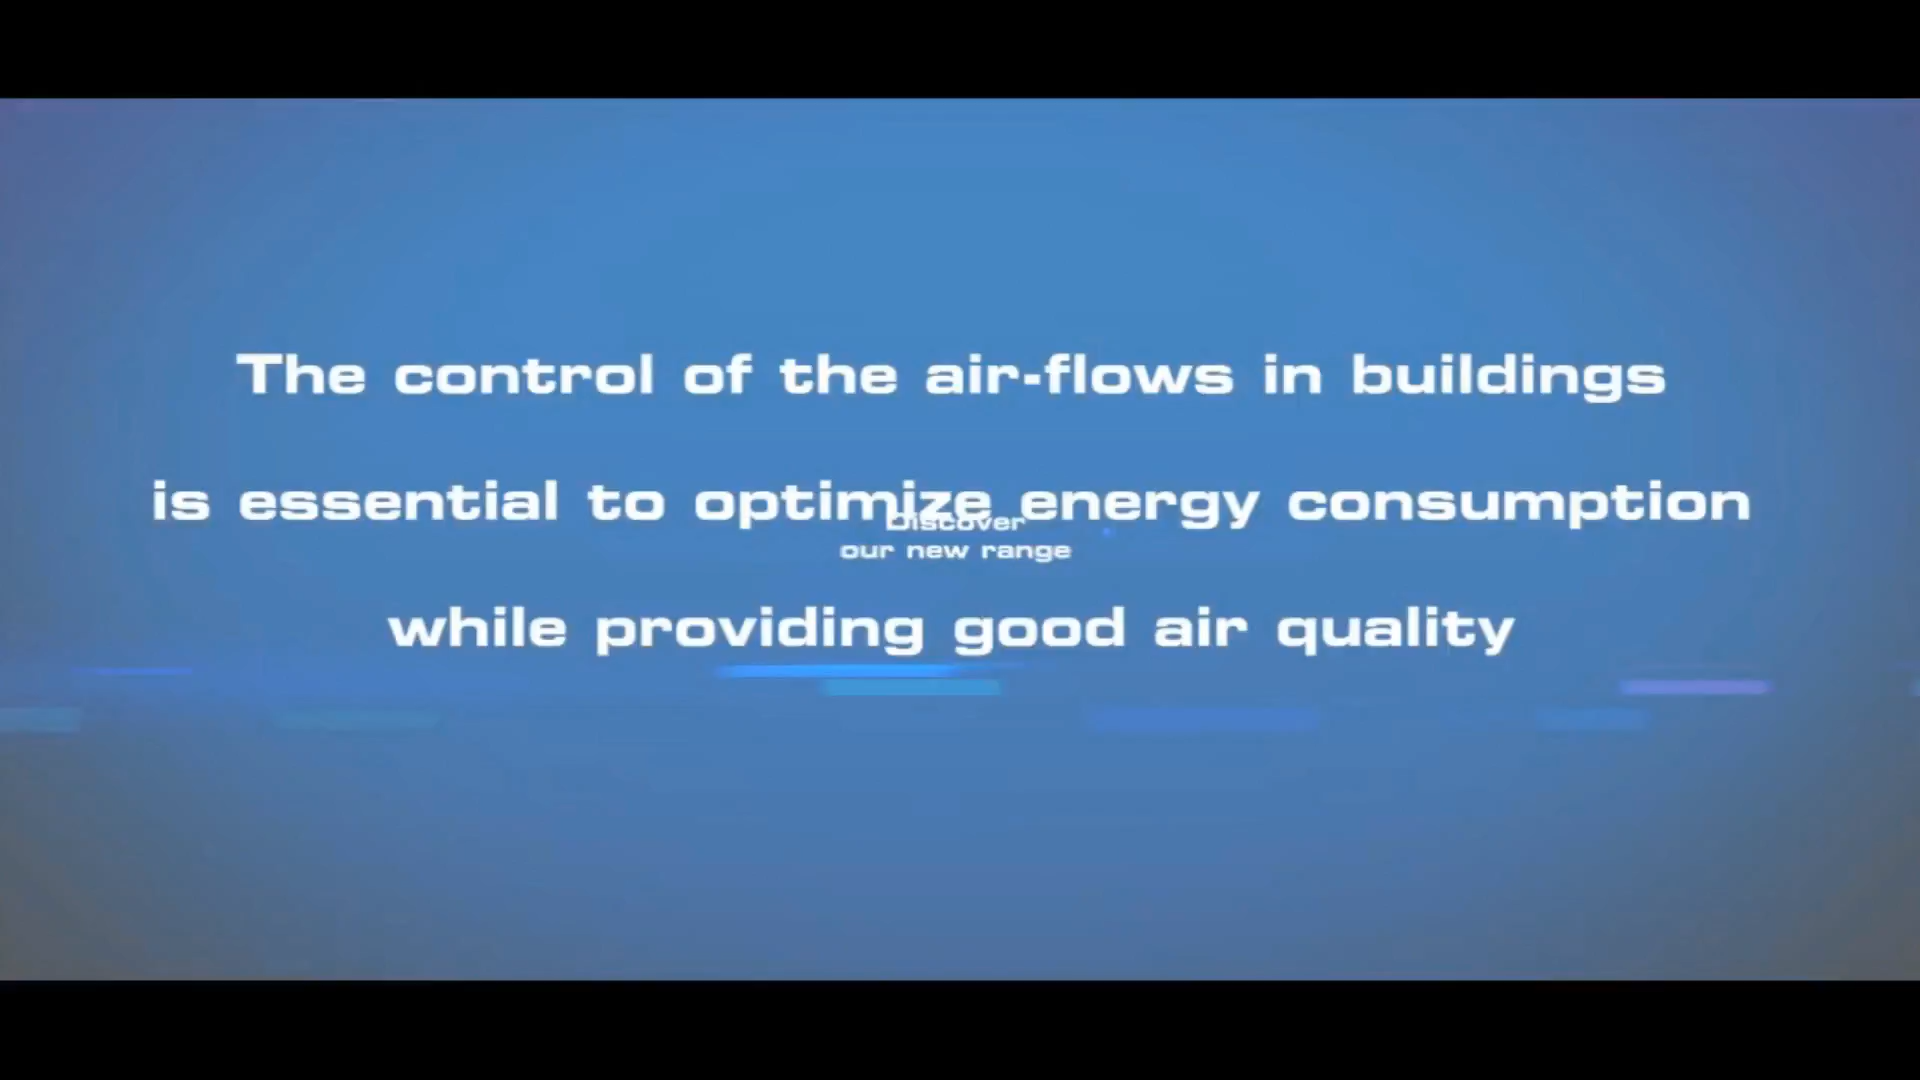 The control of the air-flows in buildings
is essential to optimize energy consumption
Discover
our new range
while providing good air quality